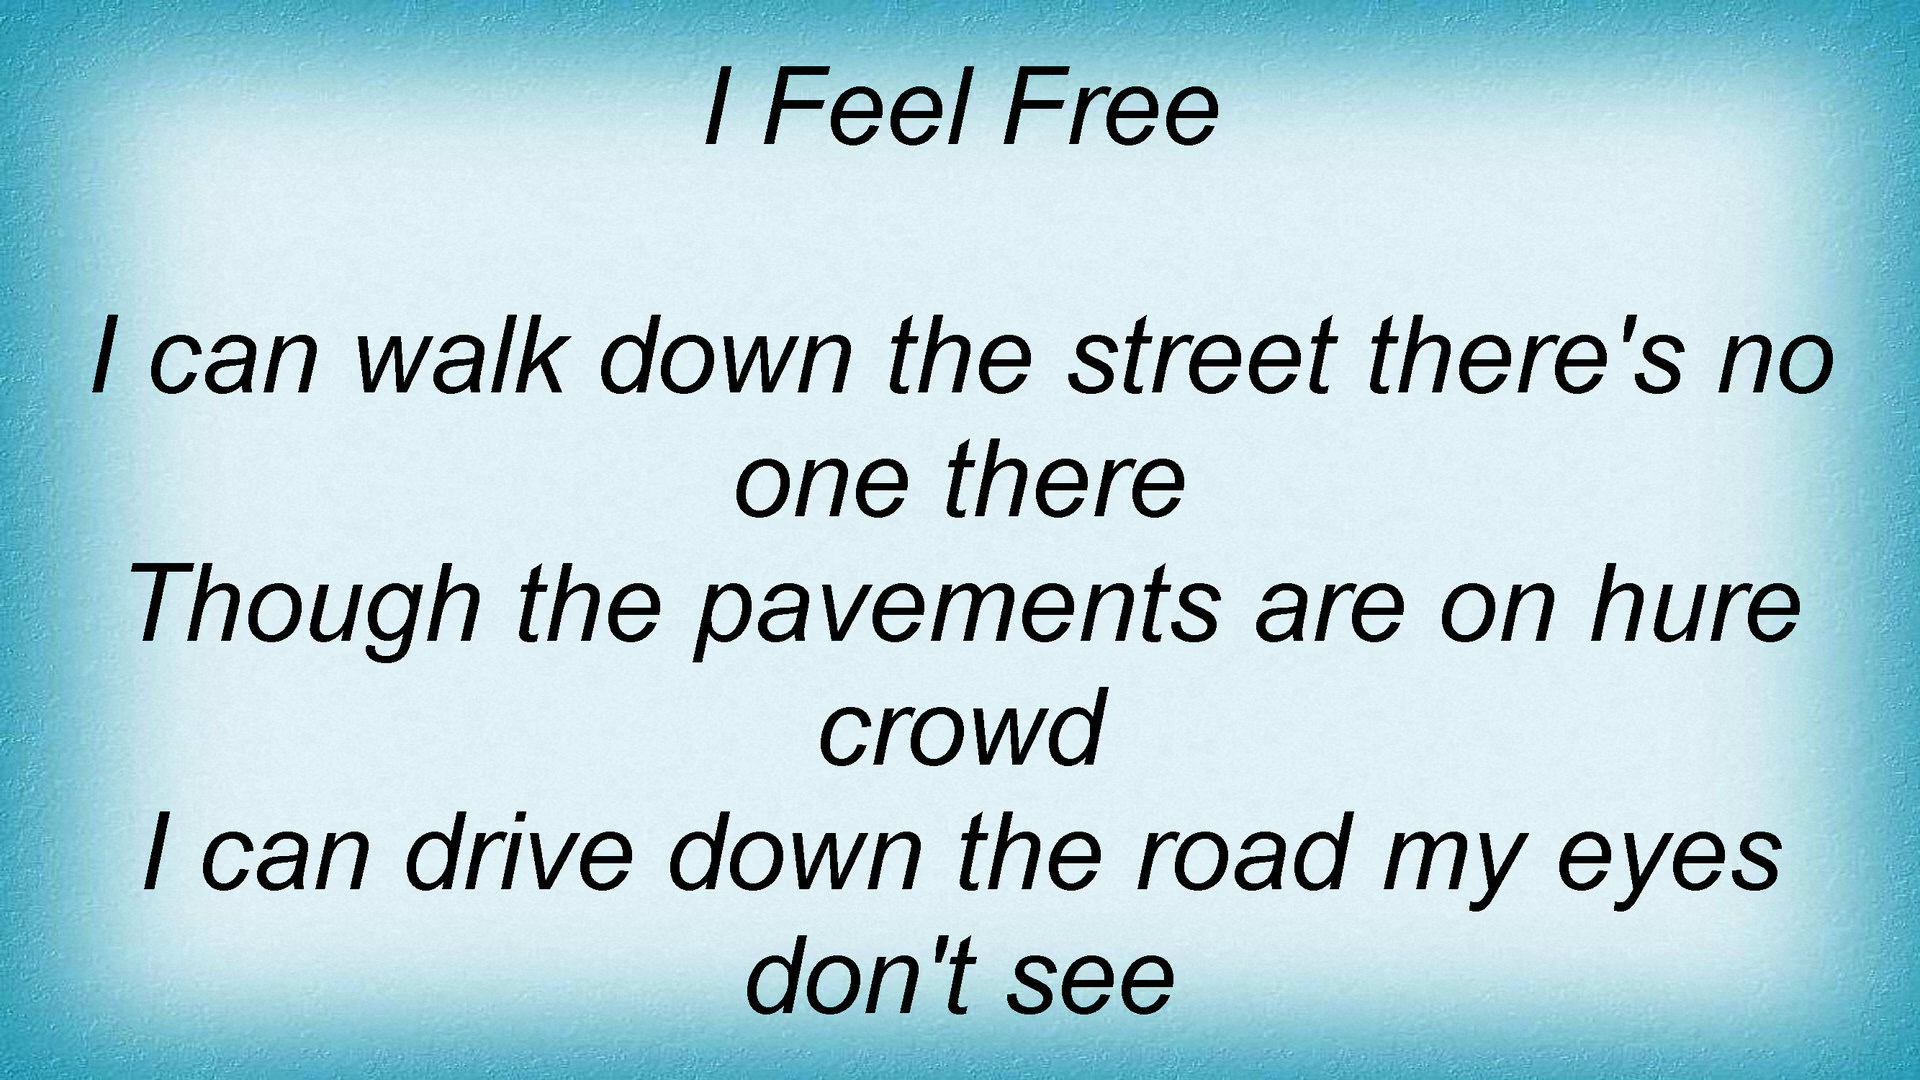 I Feel Free
I can walk down the street there's no
one there
Though the pavements are on hure
crowd
I can drive down the road my eyes
don't see